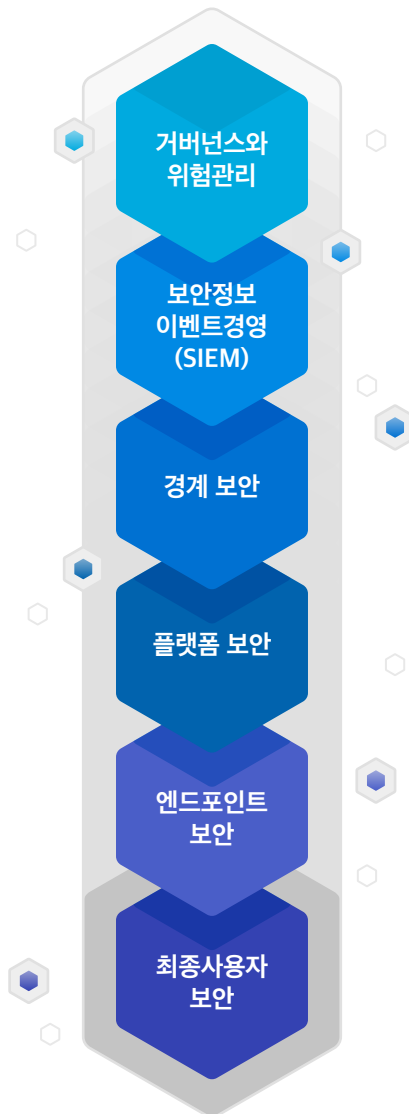 거버넌스와
위험관리
보안정보
이벤트경영
(SIEM)
경계 보안
플랫폼 보안
엔드포인트
보안
최종사용자
보안